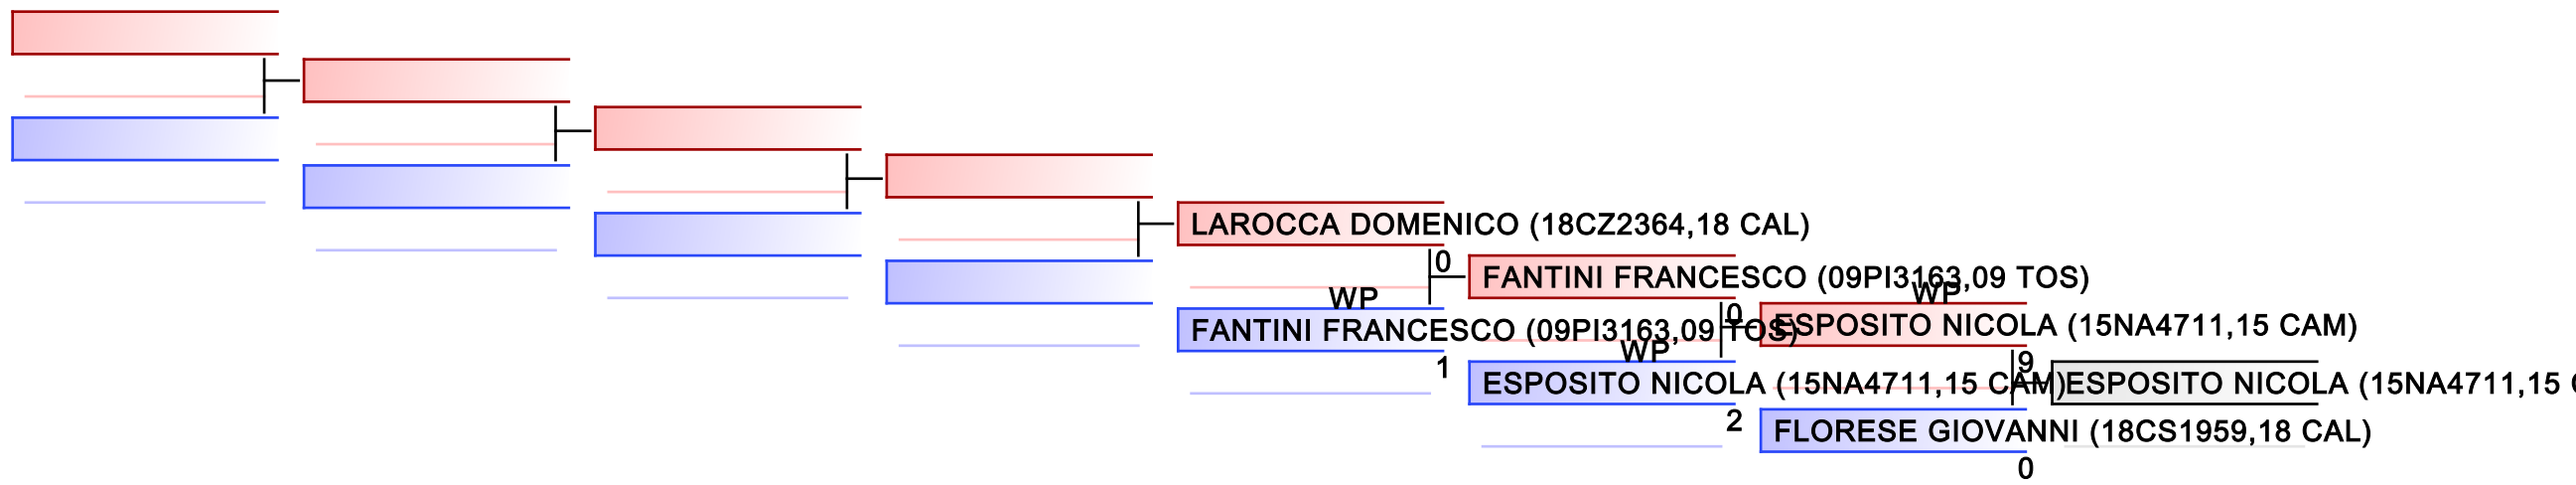 LAROCCA DOMENICO (18CZ2364,18 CAL)
0
FANTINI FRANCESCO (09PI3163,09 TOS)
WP
WP
0
FANTINI FRANCESCO (09PI3163,09 TOS)
ESPOSITO NICOLA (15NA4711,15 CAM)
WP
1
9
ESPOSITO NICOLA (15NA4711,15 CAM)
ESPOSITO NICOLA (15NA4711,15
2
FLORESE GIOVANNI (18CS1959,18 CAL)
0